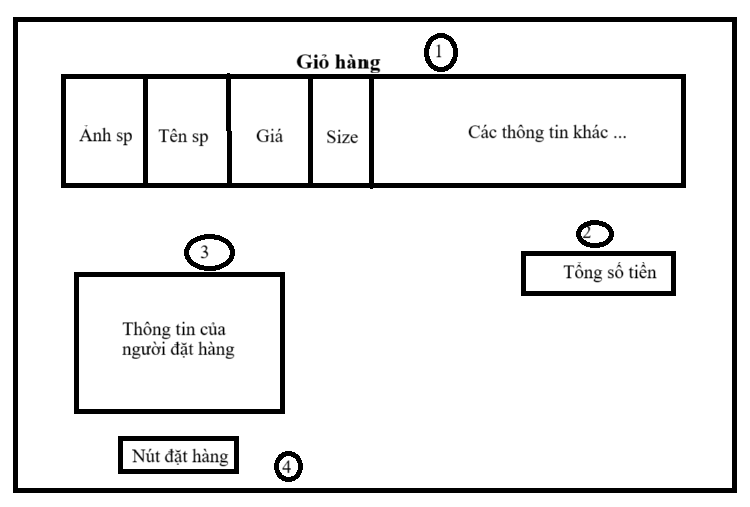 Giỏ hàng
1
Ảnh sp
Tên sp
Giá
Size
Các thông tin khác ...
2
Tổng số tiền
3
Thông tin của
người đặt hàng
Nút đặt hàng
4